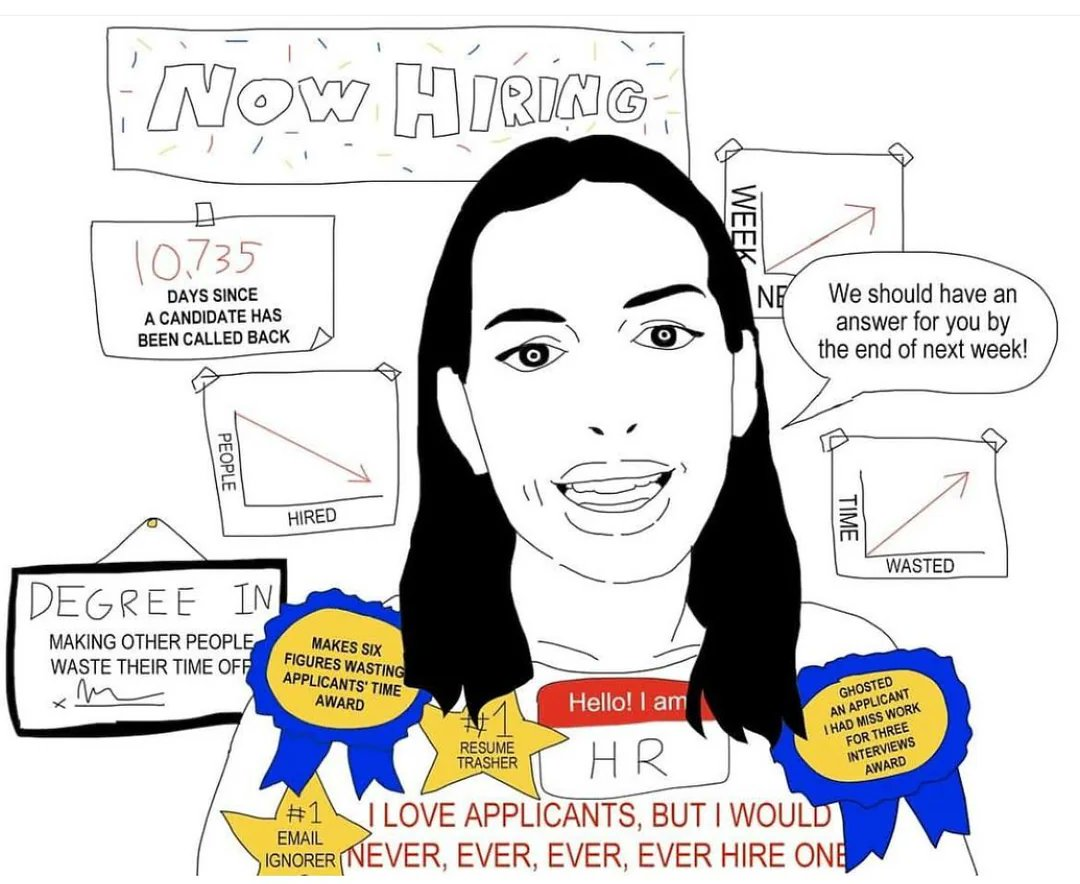 NOW HIRING
10,735
DAYS SINCE
A CANDIDATE HAS
BEEN CALLED BACK
WEEK
We should have an
answer for you by
the end of next week!
PEOPLE
HIRED
TIME
WASTED
DEGREE IN
MAKING OTHER PEOPLE
WASTE THEIR TIME OFF
x
MAKES SIX
FIGURES WASTING
APPLICANTS' TIME
AWARD
#1
RESUME
TRASHER
Hello! I am
HR
GHOSTED
AN APPLICANT
I HAD MISS WORK
FOR THREE
INTERVIEWS
AWARD
#1
EMAIL
IGNORER
I LOVE APPLICANTS, BUT I WOULD
NEVER, EVER, EVER, EVER HIRE ONE